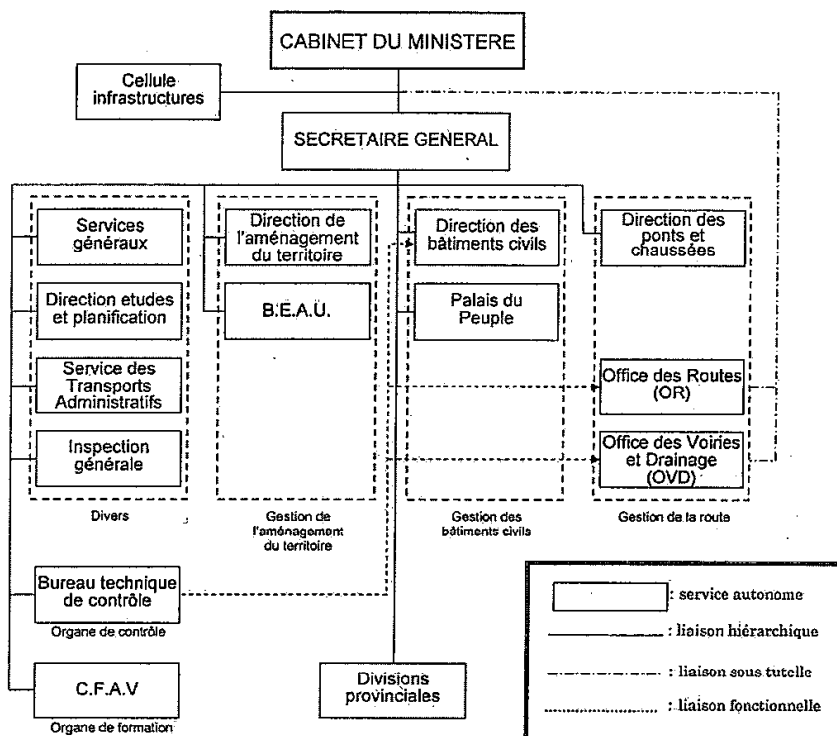 CABINET DU MINISTERE
Cellule
infrastructures
SECRETAIRE GENERAL
Services
généraux
Direction etudes
et planification
Service des
Transports
Administratifs
Inspection
générale
Divers
Direction de
l'aménagement
du territoire
B.E.A.U.
Gestion de
l'aménagement
du territoire
Direction des
bâtiments civils
Palais du
Peuple
Gestion des
bâtiments civils
Direction des
ponts et
chaussées
Office des Routes
(OR)
Office des Voiries
et Drainage
(OVD)
Gestion de la route
Bureau technique
de contrôle
Organe de contrôle
C.F.A.V
Organe de formation
Divisions
provinciales
: service autonome
: liaison hiérarchique
: liaison sous tutelle
: liaison fonctionnelle